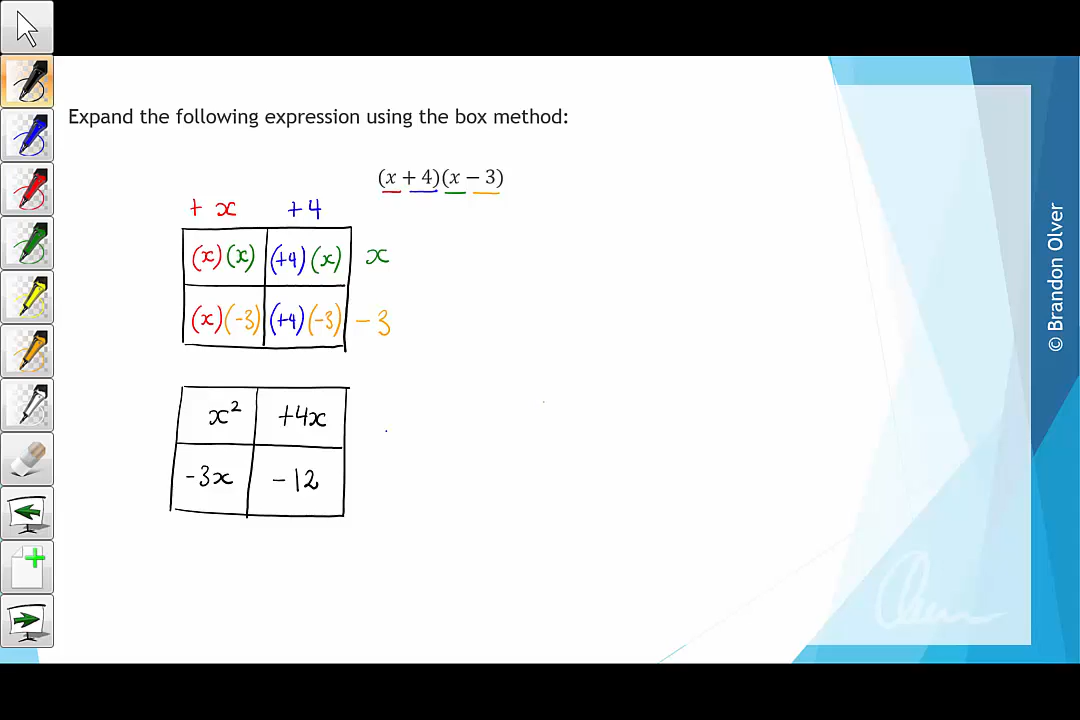 Expand the following expression using the box method:
(x + 4)(x − 3)
+ x +4
(x)(x) (+4)(x) x
(x)(-3) (+4)(-3) -3
x² +4x
-3x -12
© Brandon Olver